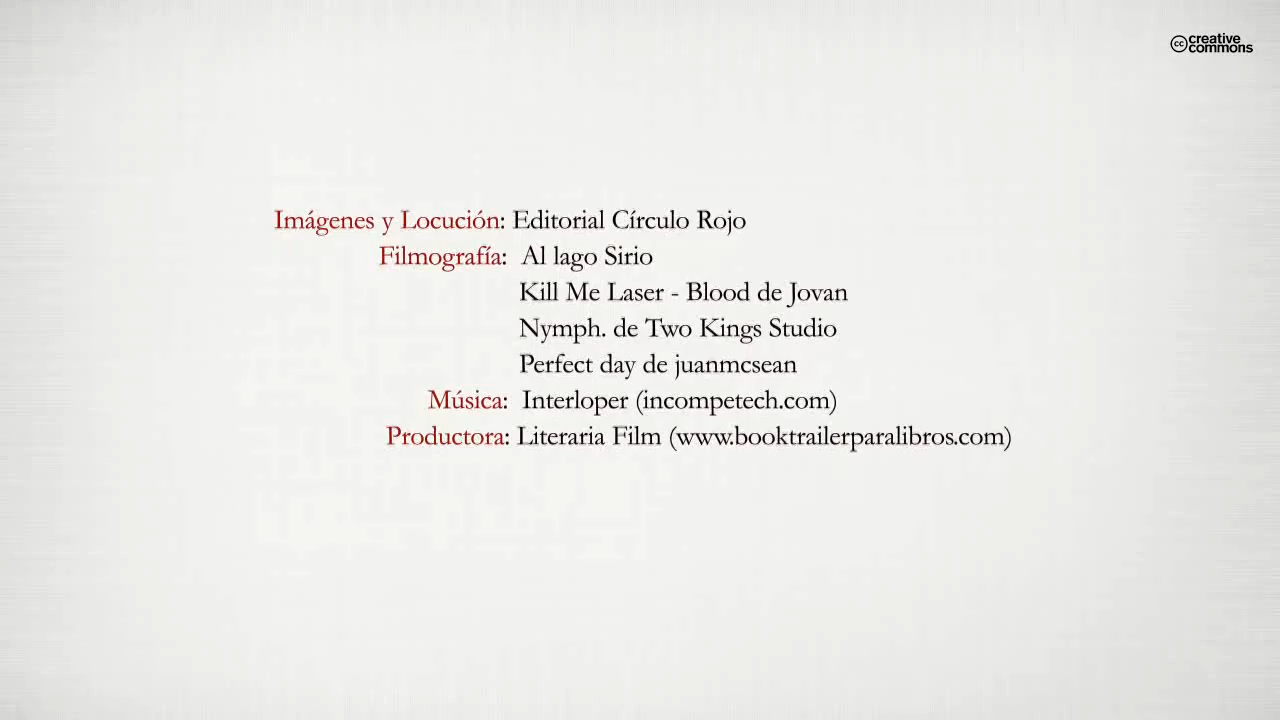 cc creative commons
Imágenes y Locución: Editorial Círculo Rojo
Filmografía: Al lago Sirio
Kill Me Laser - Blood de Jovan
Nymph. de Two Kings Studio
Perfect day de juanmcsean
Música: Interloper (incompetech.com)
Productora: Literaria Film (www.booktrailerparalibros.com)